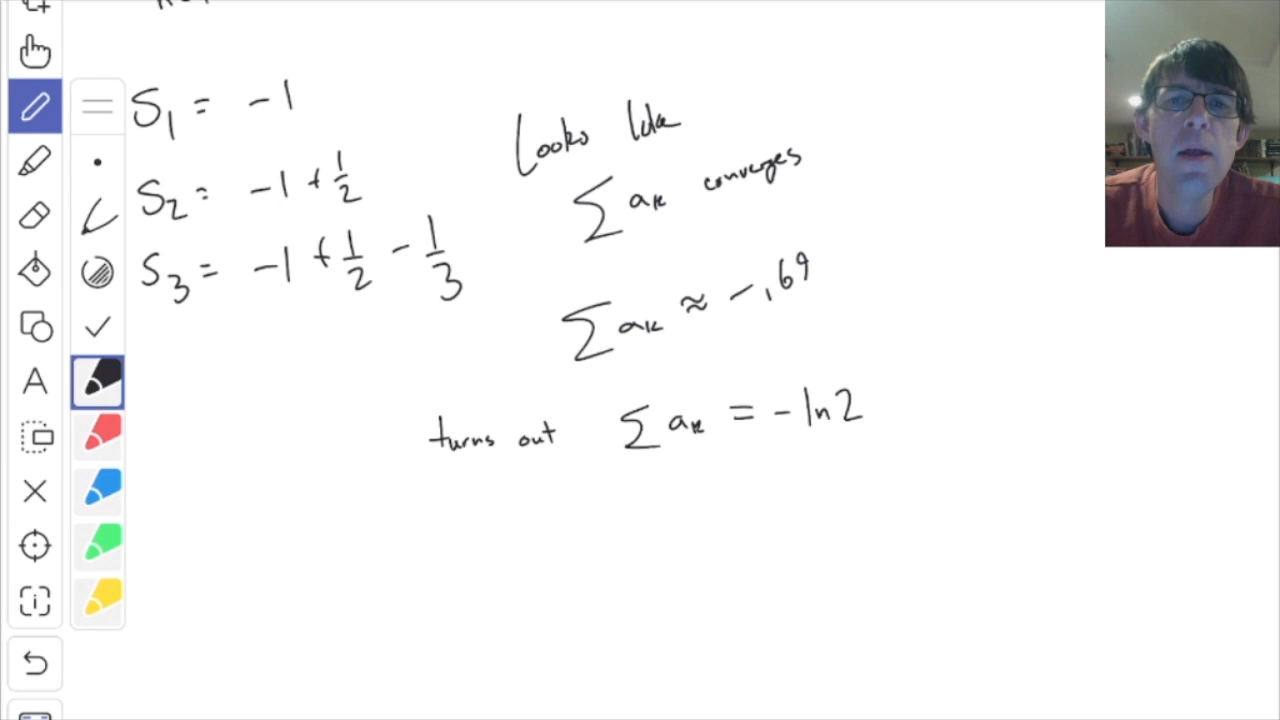 S₁ = -1
S₂ = -1 + 1/2
S₃ = -1 + 1/2 - 1/3
Looks like
∑ aₖ converges
∑ aₖ ≈ -.69
turns out ∑ aₖ = -ln2
A